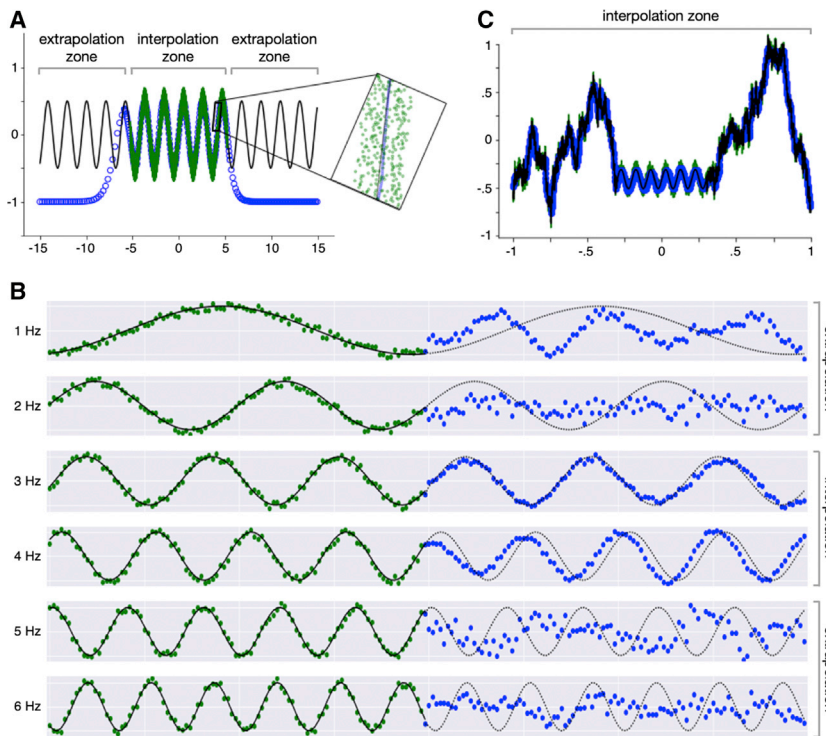 A
extrapolation zone
interpolation zone
extrapolation zone
1
0
-1
-15
-10
-5
0
5
10
15
C
interpolation zone
1
.5
0
-0.5
-1
-1
-.5
0
.5
1
B
1 Hz
2 Hz
3 Hz
4 Hz
5 Hz
6 Hz